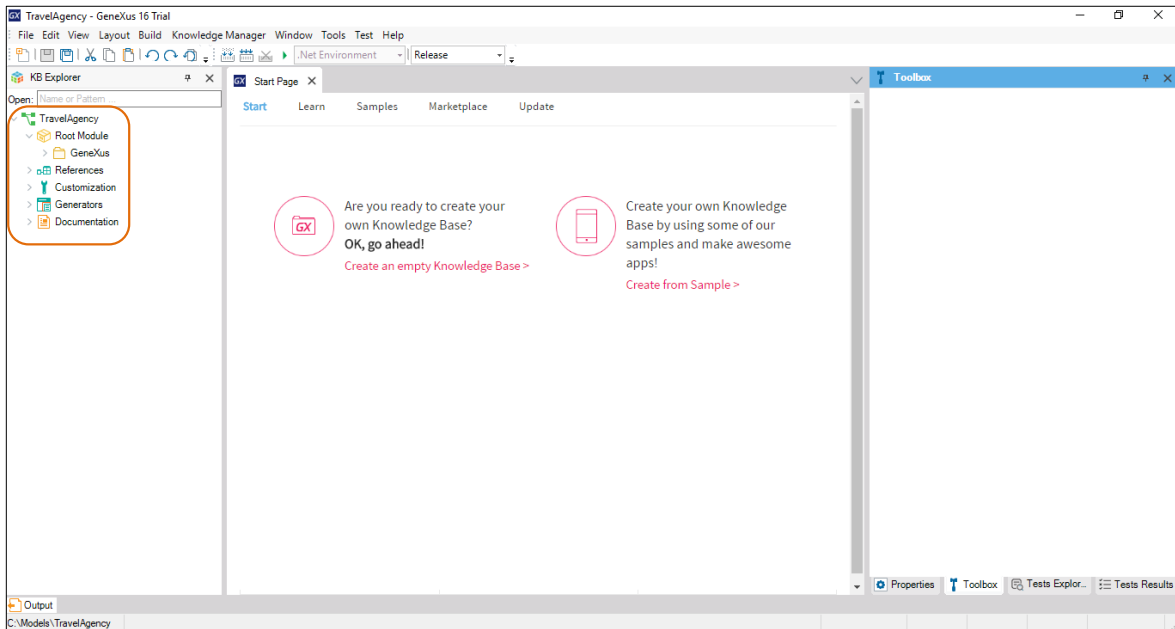 GX TravelAgency - GeneXus 16 Trial
File Edit View Layout Build Knowledge Manager Window Tools Test Help
.Net Environment Release
KB Explorer
Open: Name or Pattern
TravelAgency
Root Module
GeneXus
References
Customization
Generators
Documentation
GX Start Page
Start Learn Samples Marketplace Update
GX
Are you ready to create your
own Knowledge Base?
OK, go ahead!
Create an empty Knowledge Base >
Create your own Knowledge
Base by using some of our
samples and make awesome
apps!
Create from Sample >
Toolbox
Properties Toolbox Tests Explor... Tests Results
Output
C:\Models\TravelAgency